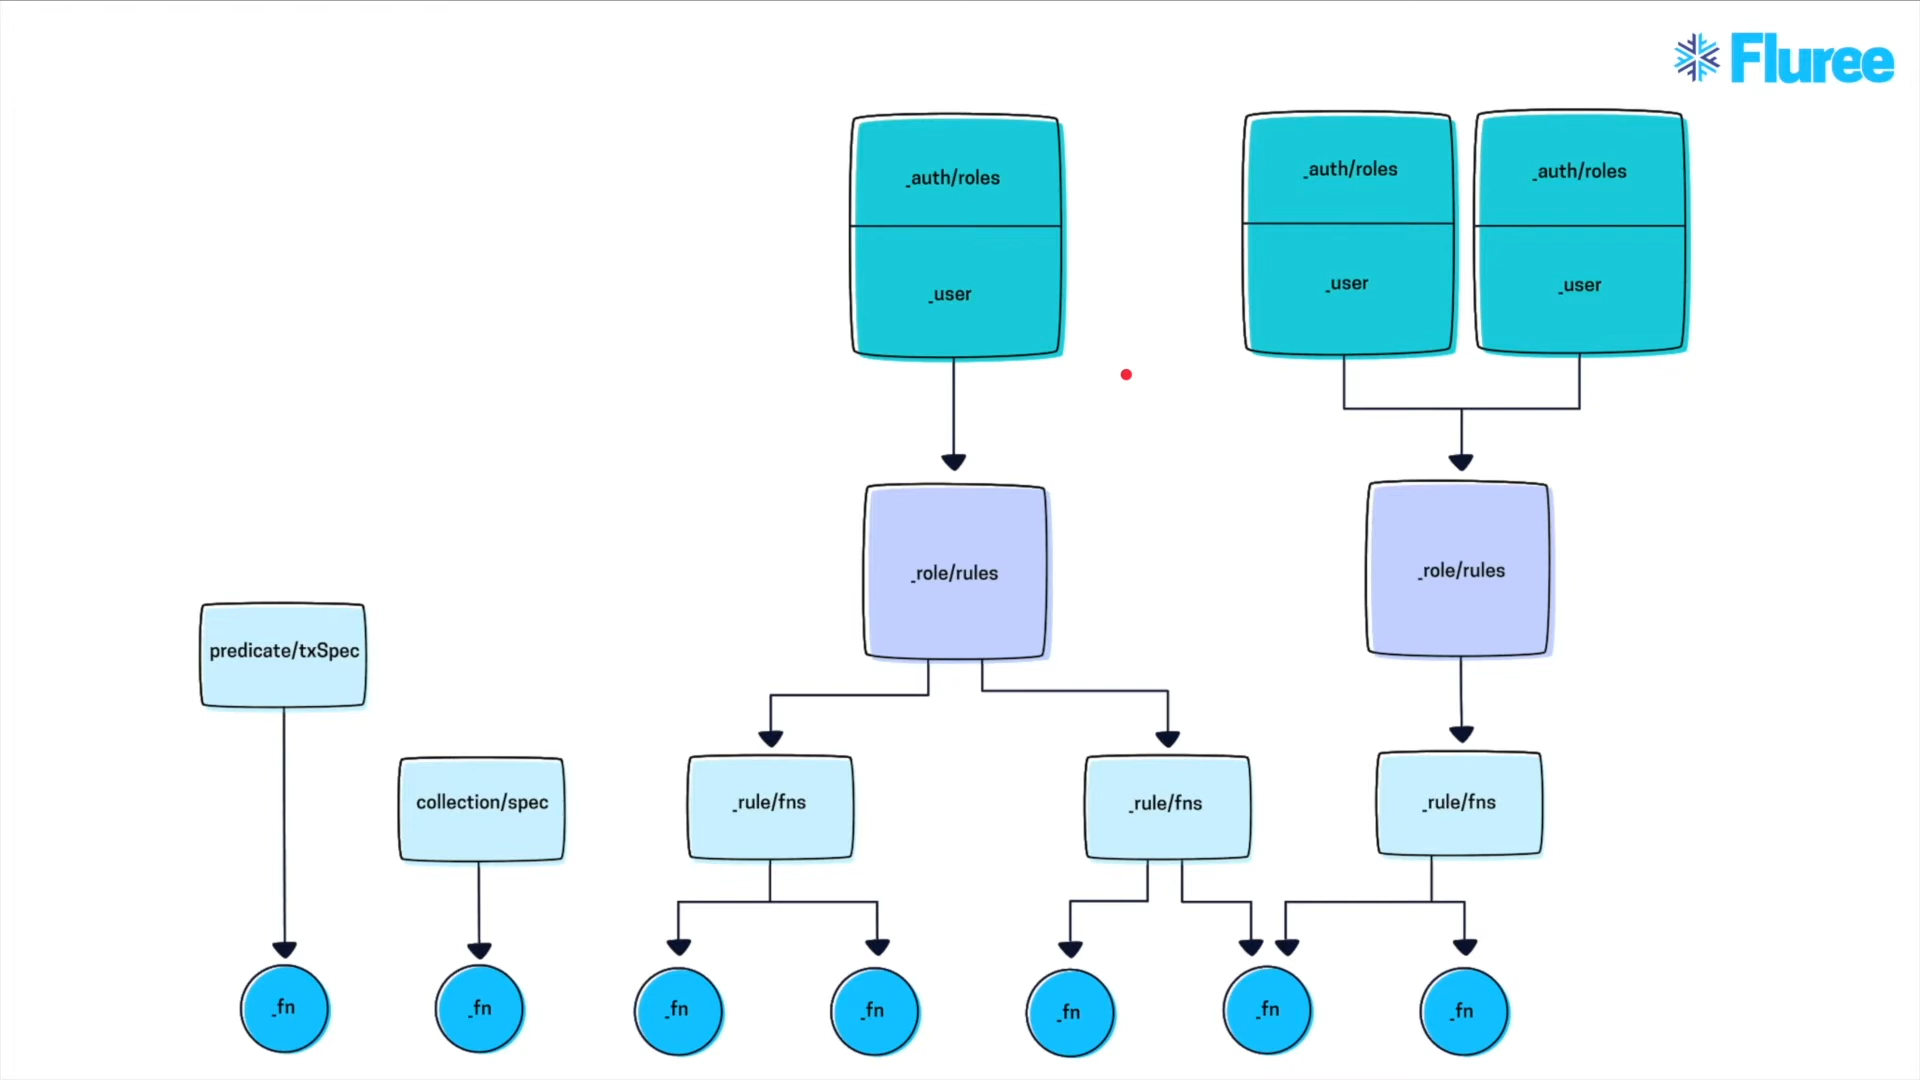 Fluree
_auth/roles
_auth/roles
_auth/roles
_user
_user
_user
_role/rules
_role/rules
predicate/txSpec
collection/spec
_rule/fns
_rule/fns
_rule/fns
_fn
_fn
_fn
_fn
_fn
_fn
_fn